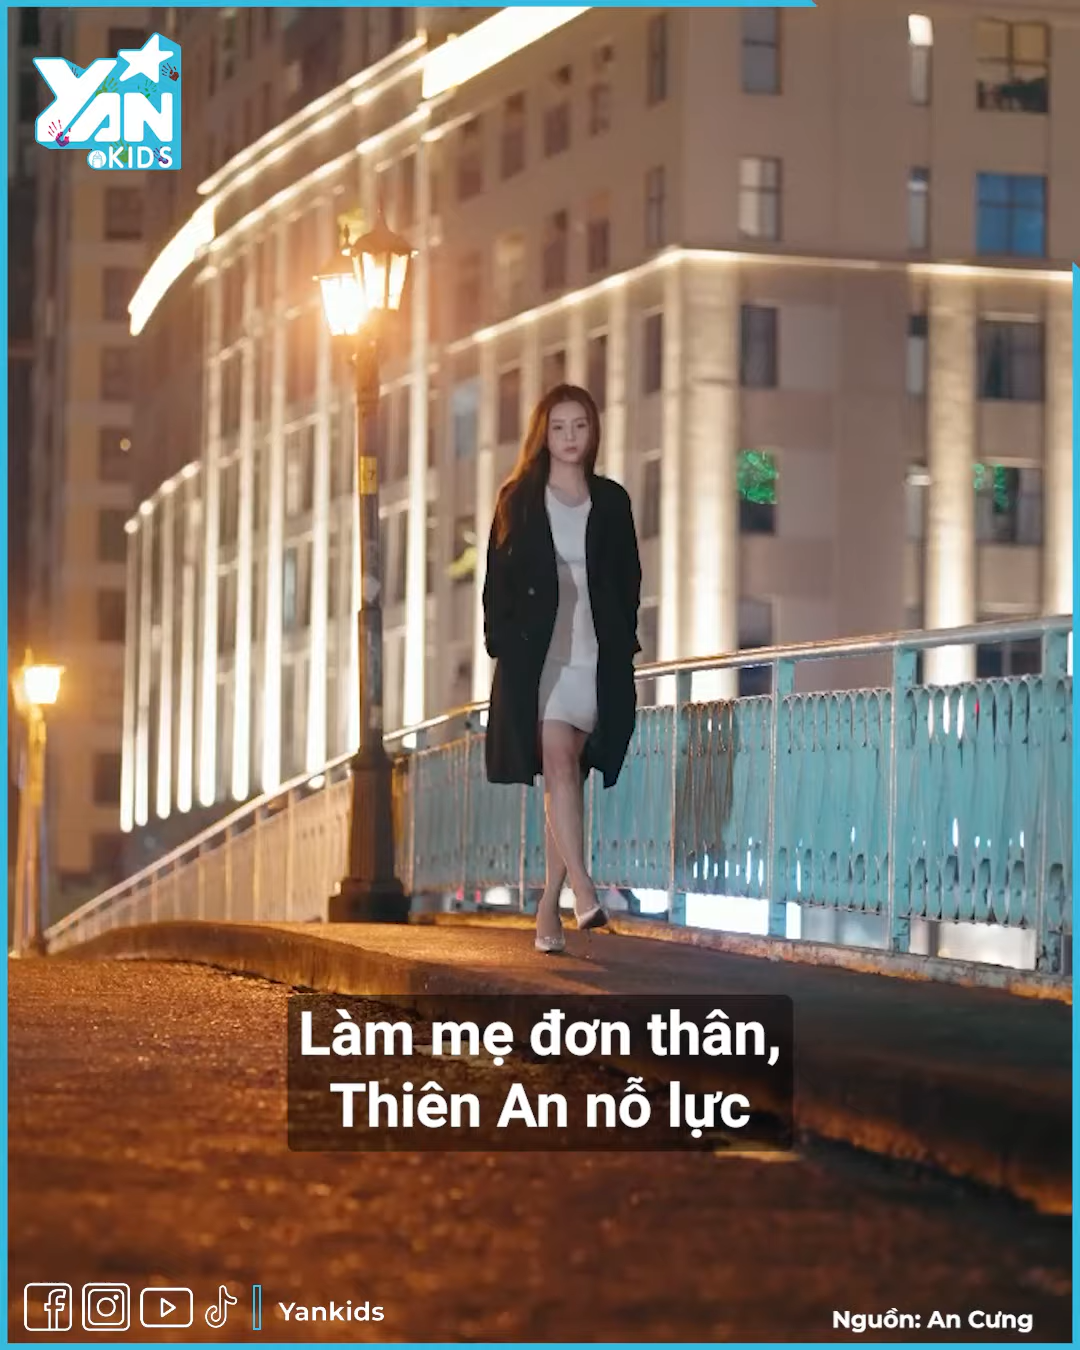 YAN
KIDS
Làm mẹ đơn thân,
Thiên An nỗ lực
Yankids
Nguồn: An Cưng